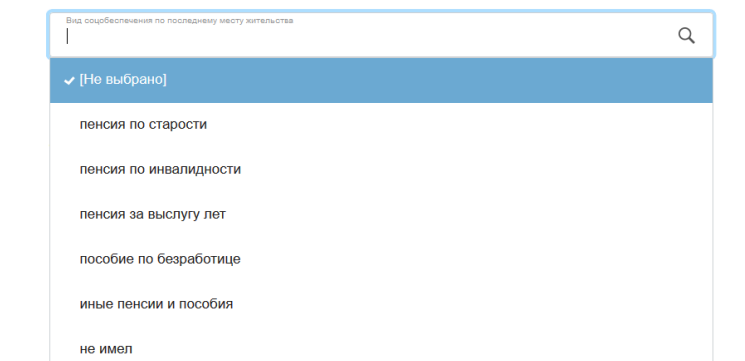 Вид соцобеспенения по последнему месту жительства
[Не выбрано]
пенсия по старости
пенсия по инвалидности
пенсия за выслугу лет
пособие по безработице
иные пенсии и пособия
не имел